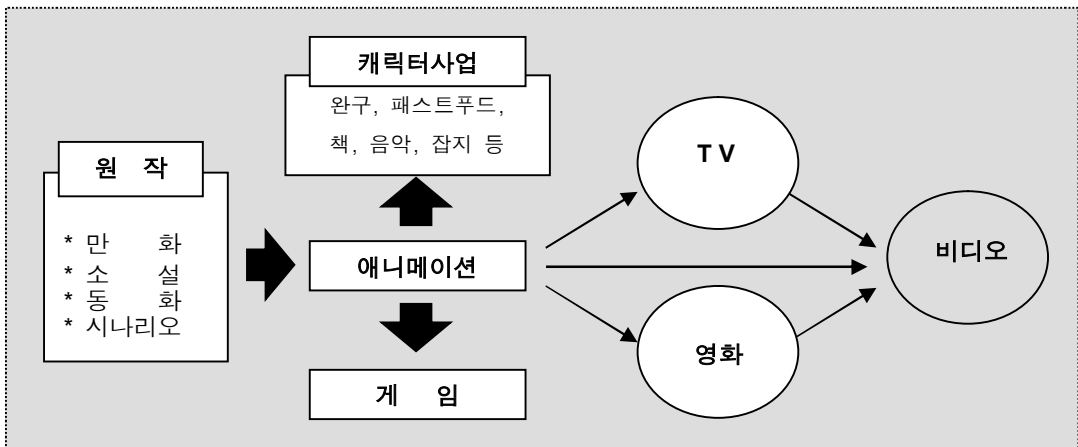 원 작
* 만 화
* 소 설
* 동 화
* 시나리오
캐릭터사업
완구, 패스트푸드,
책, 음악, 잡지 등
애니메이션
게 임
T V
영화
비디오